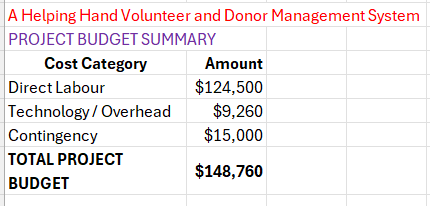 A Helping Hand Volunteer and Donor Management System
PROJECT BUDGET SUMMARY
Cost Category Amount
Direct Labour $124,500
Technology / Overhead $9,260
Contingency $15,000
TOTAL PROJECT
BUDGET $148,760